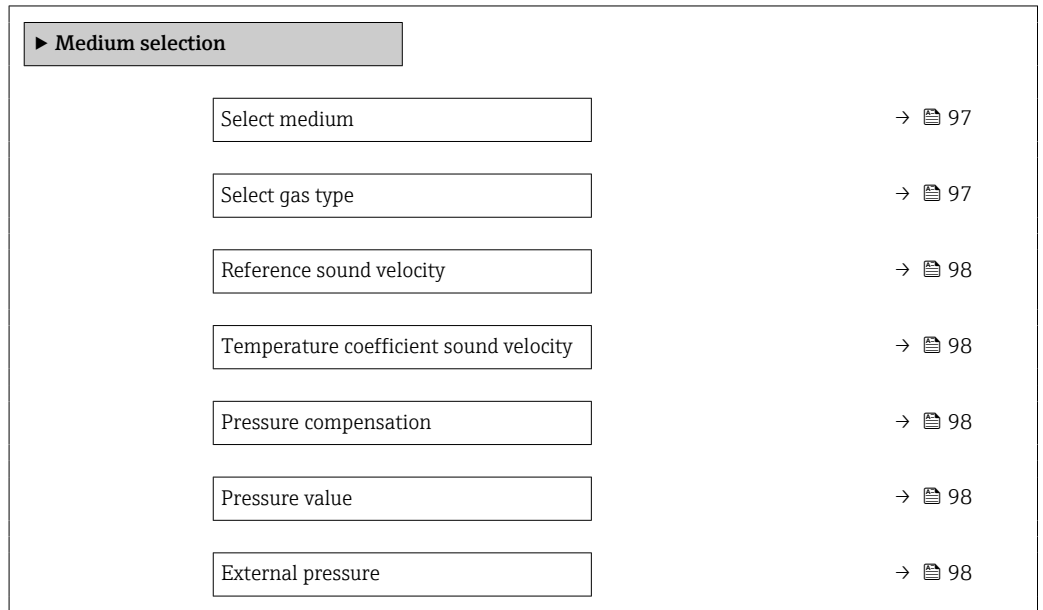 ▶ Medium selection
Select medium → 97
Select gas type → 97
Reference sound velocity → 98
Temperature coefficient sound velocity → 98
Pressure compensation → 98
Pressure value → 98
External pressure → 98